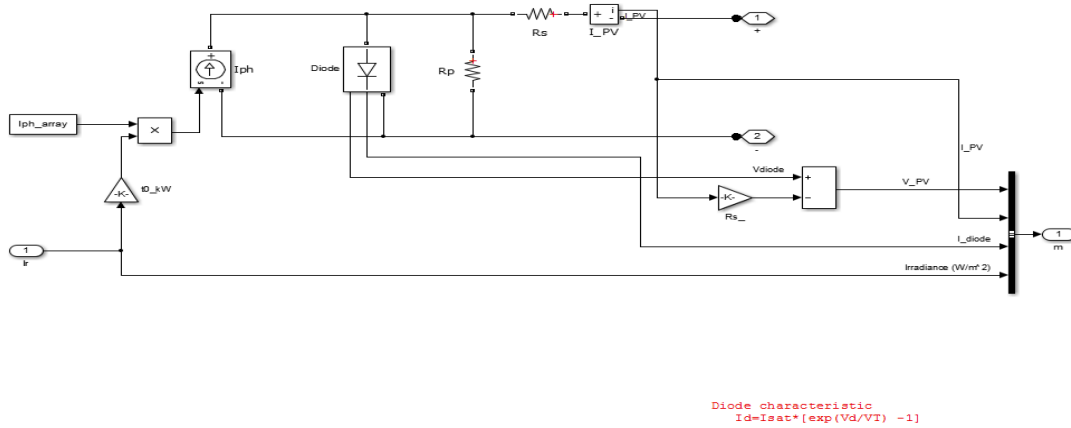 i
+
-
I_PV
1
+
Rs
I_PV
+
s
-
Iph
Diode
Rp
Iph_array
×
2
-
-K-
t0_kW
Vdiode
+
-
-K-
Rs_
V_PV
I_PV
1
Ir
I_diode
1
m
Irradiance (W/m^2)
Diode characteristic
Id=Isat*[exp(Vd/VT) -1]